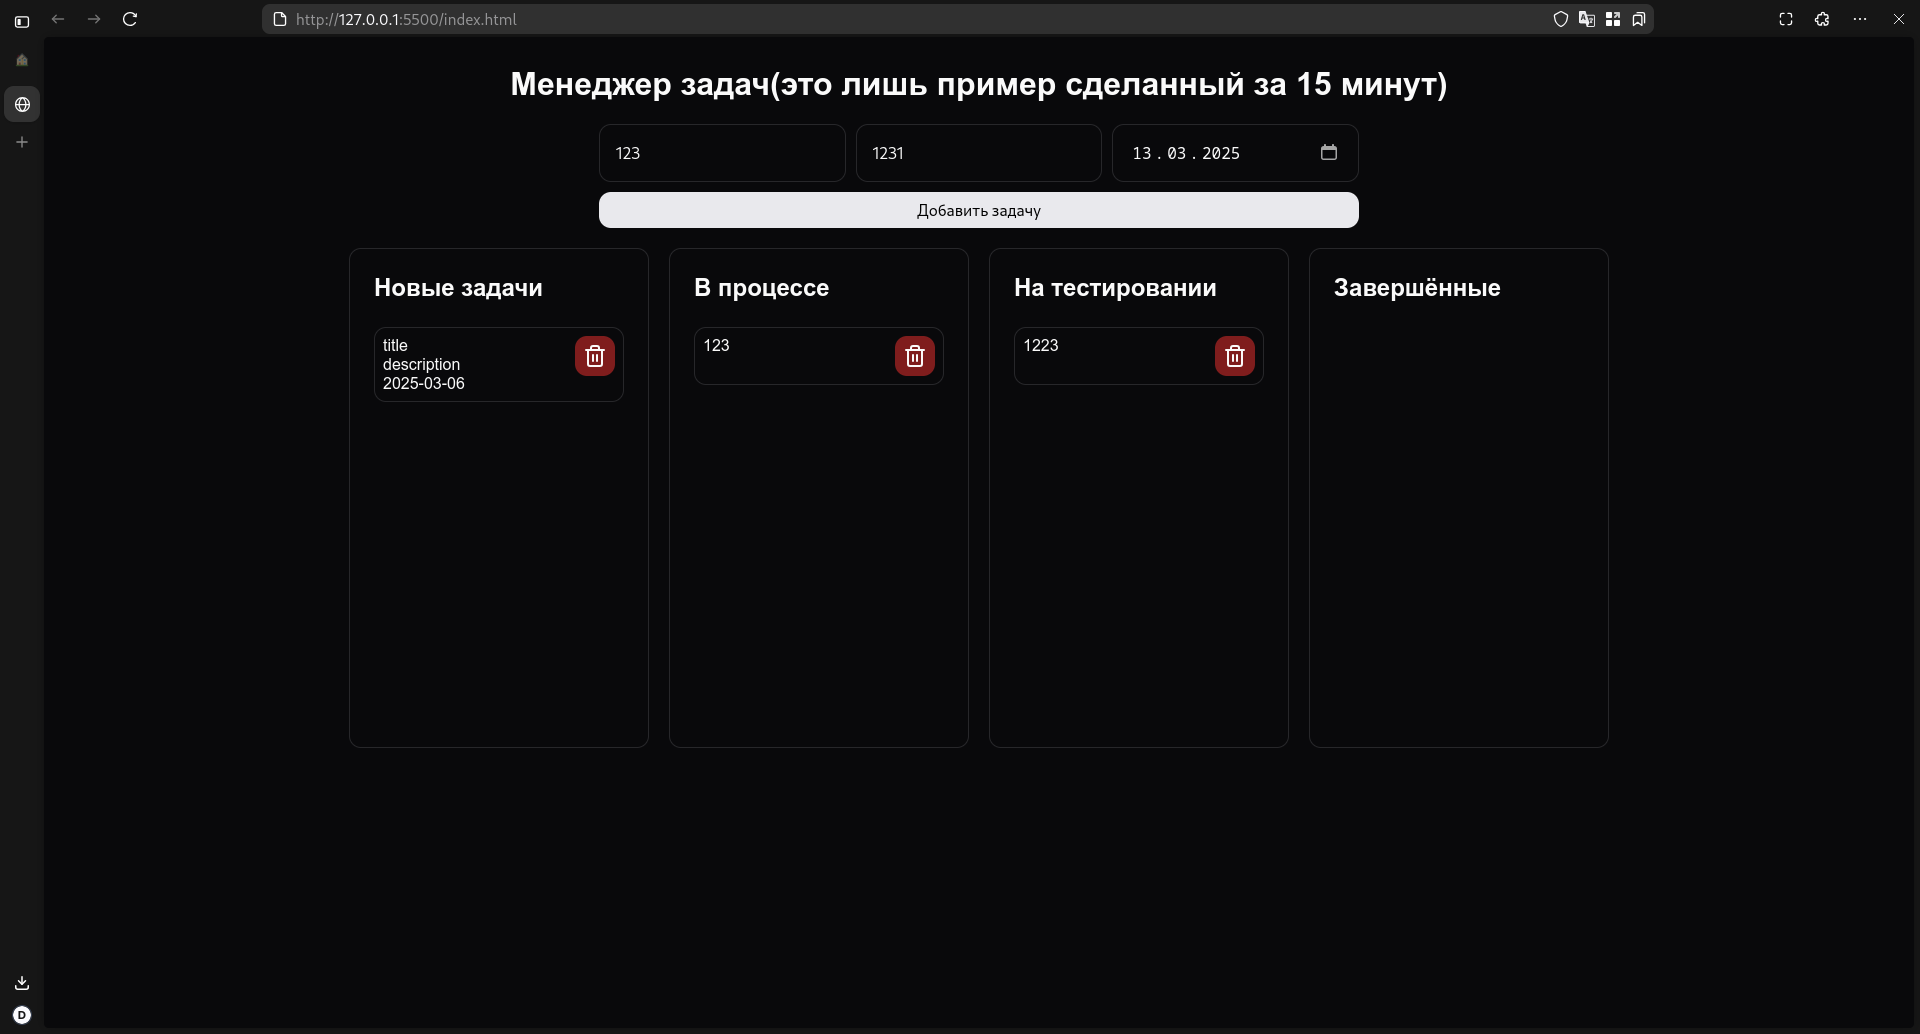 http://127.0.0.1:5500/index.html
Менеджер задач(это лишь пример сделанный за 15 минут)
123
1231
13.03.2025
Добавить задачу
Новые задачи
title
description
2025-03-06
В процессе
123
На тестировании
1223
Завершённые
D